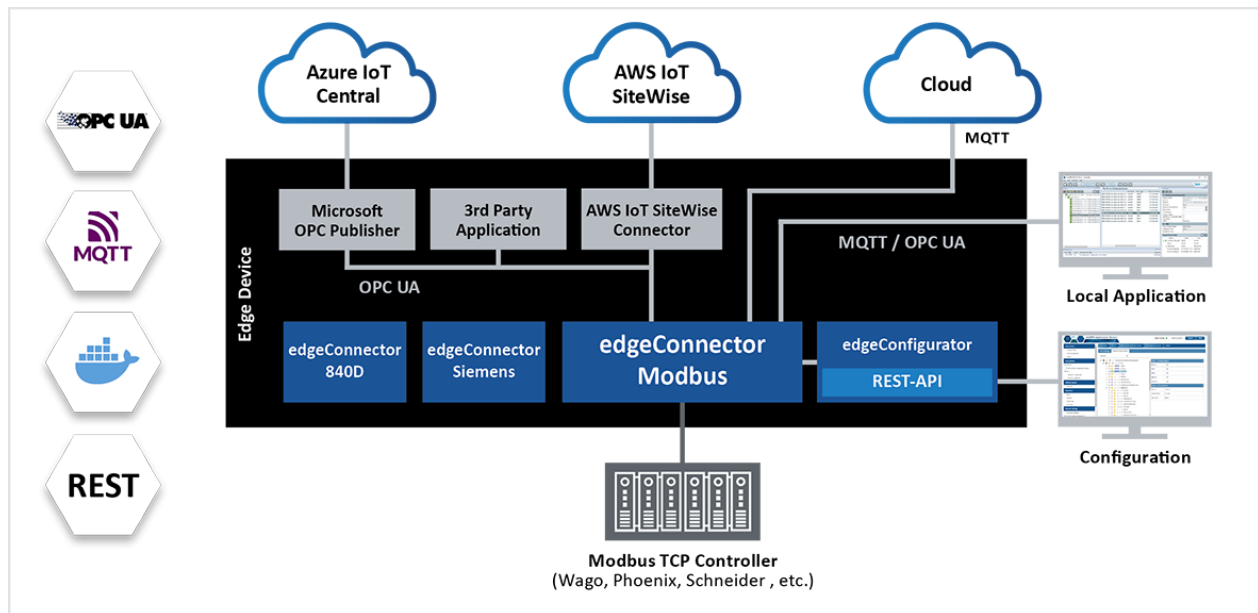 OPC UA
MQTT
REST
Azure IoT
Central
AWS IoT
SiteWise
Cloud
MQTT
Edge Device
Microsoft
OPC Publisher
3rd Party
Application
AWS IoT SiteWise
Connector
OPC UA
MQTT / OPC UA
edgeConnector
840D
edgeConnector
Siemens
edgeConnector
Modbus
edgeConfigurator
REST-API
Local Application
Configuration
Modbus TCP Controller
(Wago, Phoenix, Schneider , etc.)